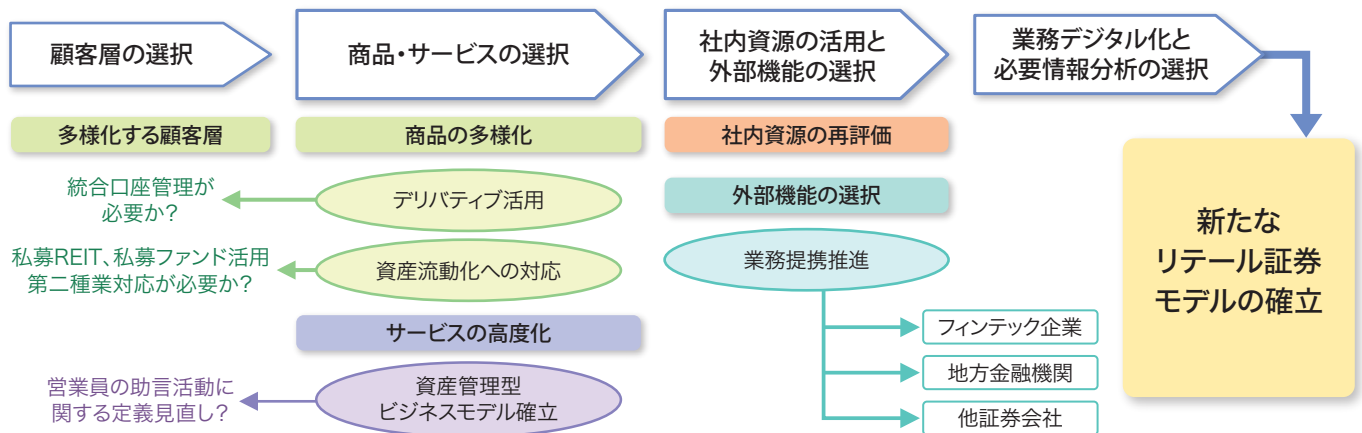 顧客層の選択
商品・サービスの選択
社内資源の活用と
外部機能の選択
業務デジタル化と
必要情報分析の選択
多様化する顧客層
商品の多様化
社内資源の再評価
統合口座管理が
必要か?
デリバティブ活用
外部機能の選択
私募REIT、私募ファンド活用
第二種業対応が必要か?
資産流動化への対応
業務提携推進
サービスの高度化
フィンテック企業
地方金融機関
他証券会社
営業員の助言活動に
関する定義見直し?
資産管理型
ビジネスモデル確立
新たな
リテール証券
モデルの確立